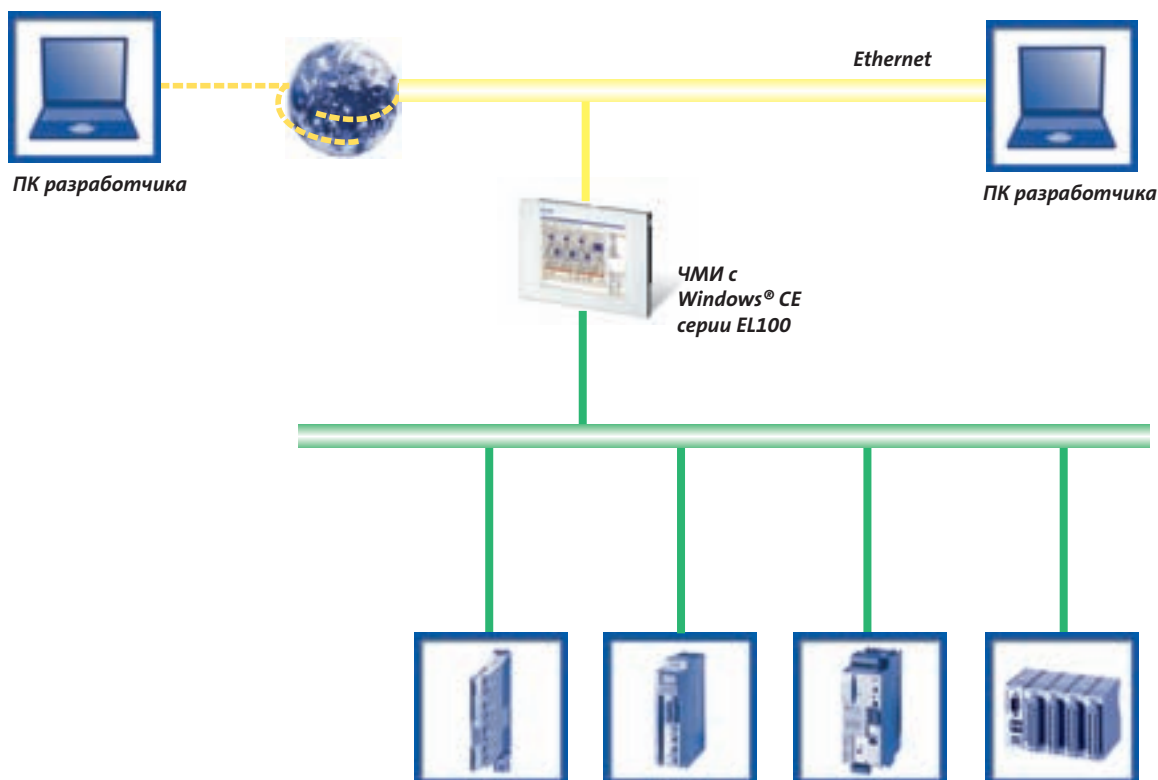 Ethernet
ПК разработчика
ПК разработчика
ЧМИ с
Windows® CE
серии EL100